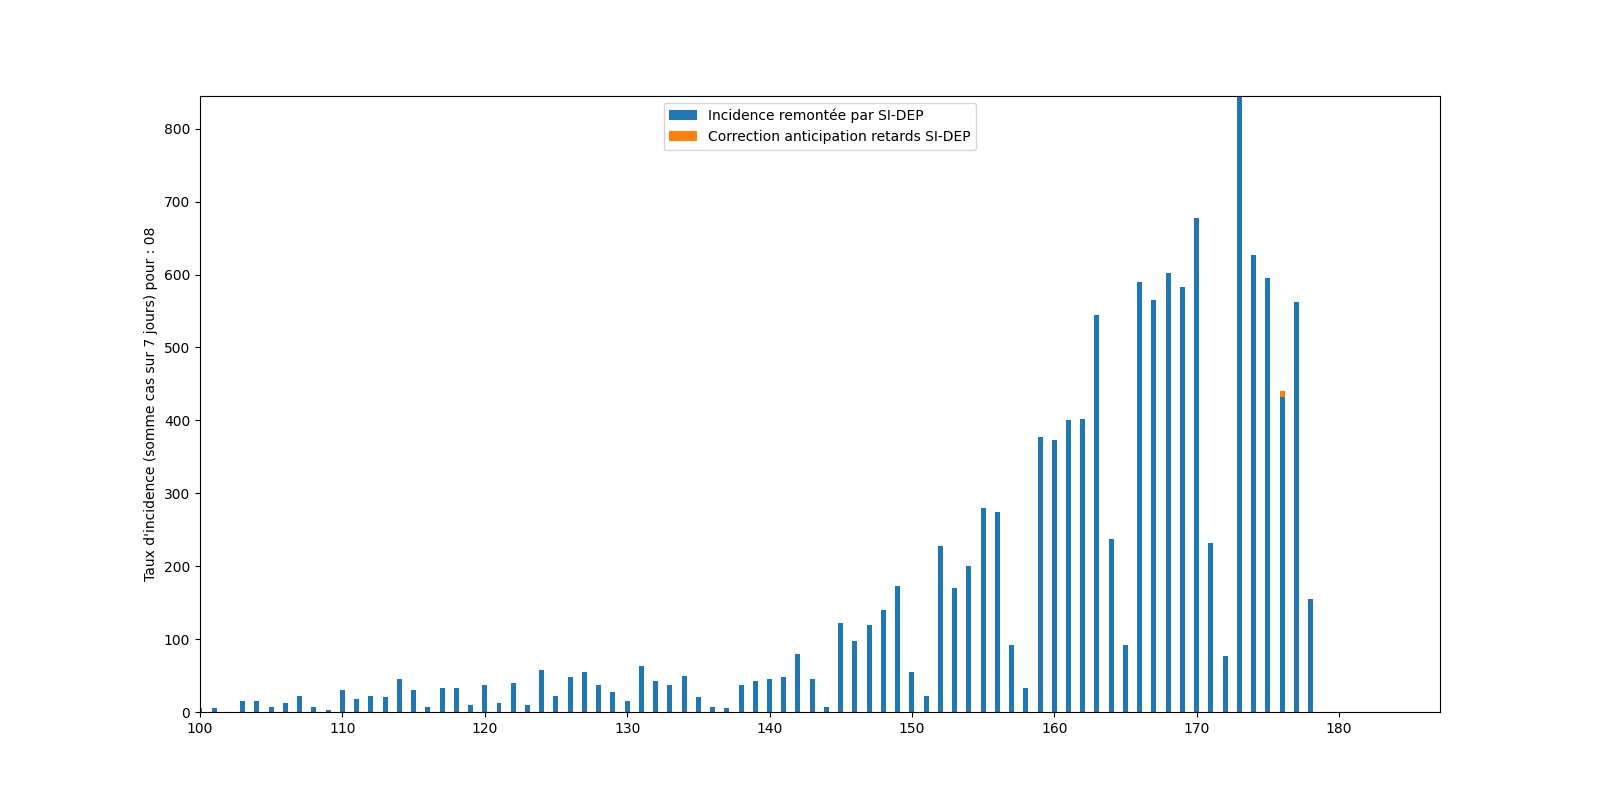 Incidence remontée par SI-DEP
Correction anticipation retards SI-DEP
Taux d'incidence (somme cas sur 7 jours) pour : 08
800
700
600
500
400
300
200
100
0
100 110 120 130 140 150 160 170 180